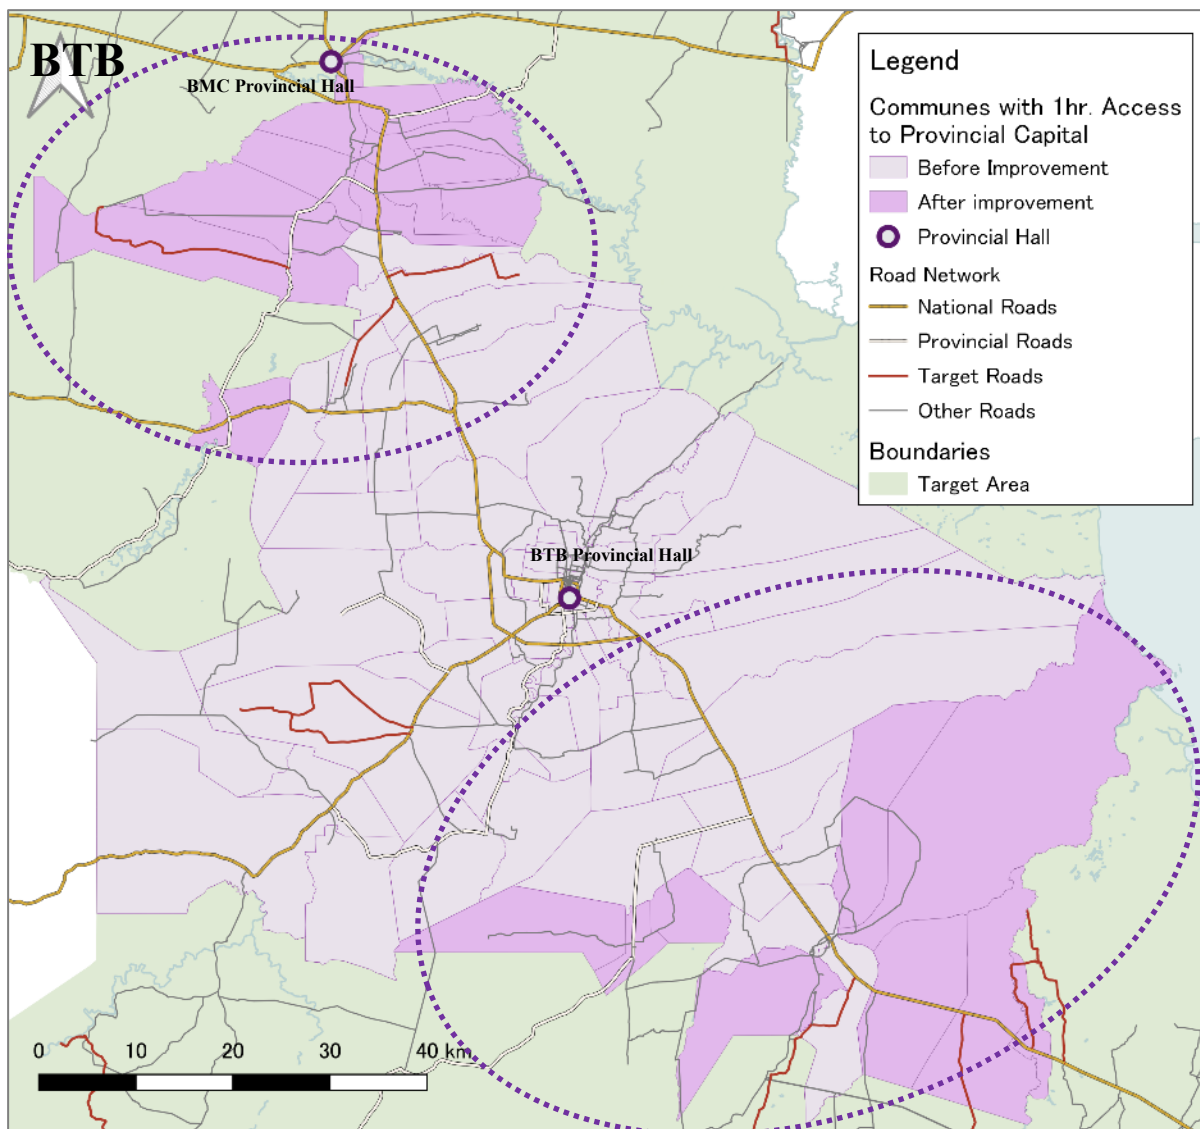 BTB
BMC Provincial Hall
BTB Provincial Hall
Legend
Communes with 1hr. Access
to Provincial Capital
Before Improvement
After improvement
Provincial Hall
Road Network
National Roads
Provincial Roads
Target Roads
Other Roads
Boundaries
Target Area
0 10 20 30 40 km